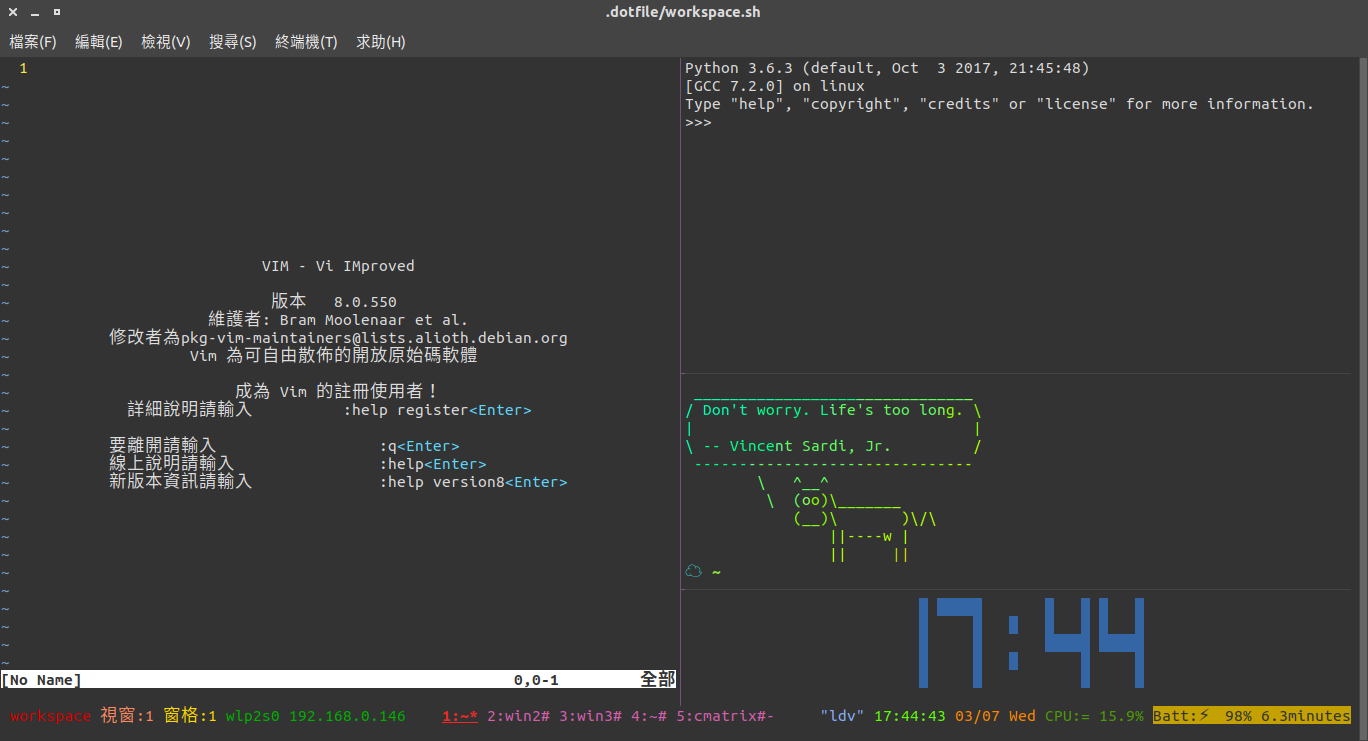 .dotfile/workspace.sh
檔案(F) 編輯(E) 檢視(V) 搜尋(S) 終端機(T) 求助(H)
1
~
VIM - Vi IMproved
版本 8.0.550
維護者: Bram Moolenaar et al.
修改者為pkg-vim-maintainers@lists.alioth.debian.org
Vim 為可自由散佈的開放原始碼軟體
成為 Vim 的註冊使用者！
詳細說明請輸入 :help register<Enter>
要離開請輸入 :q<Enter>
線上說明請輸入 :help<Enter>
新版本資訊請輸入 :help version8<Enter>
[No Name] 0,0-1 全部
Python 3.6.3 (default, Oct  3 2017, 21:45:48)
[GCC 7.2.0] on linux
Type "help", "copyright", "credits" or "license" for more information.
>>>
 _______________________________
/ Don't worry. Life's too long. \
|                               |
\ -- Vincent Sardi, Jr.         /
 -------------------------------
        \   ^__^
         \  (oo)\_______
            (__)\       )\/\
                ||----w |
                ||     ||
~
17:44
workspace 視窗:1 窗格:1 wlp2s0 192.168.0.146 1:~* 2:win2# 3:win3# 4:~# 5:cmatrix#- "ldv" 17:44:43 03/07 Wed CPU:= 15.9% Batt:⚡ 98% 6.3minutes